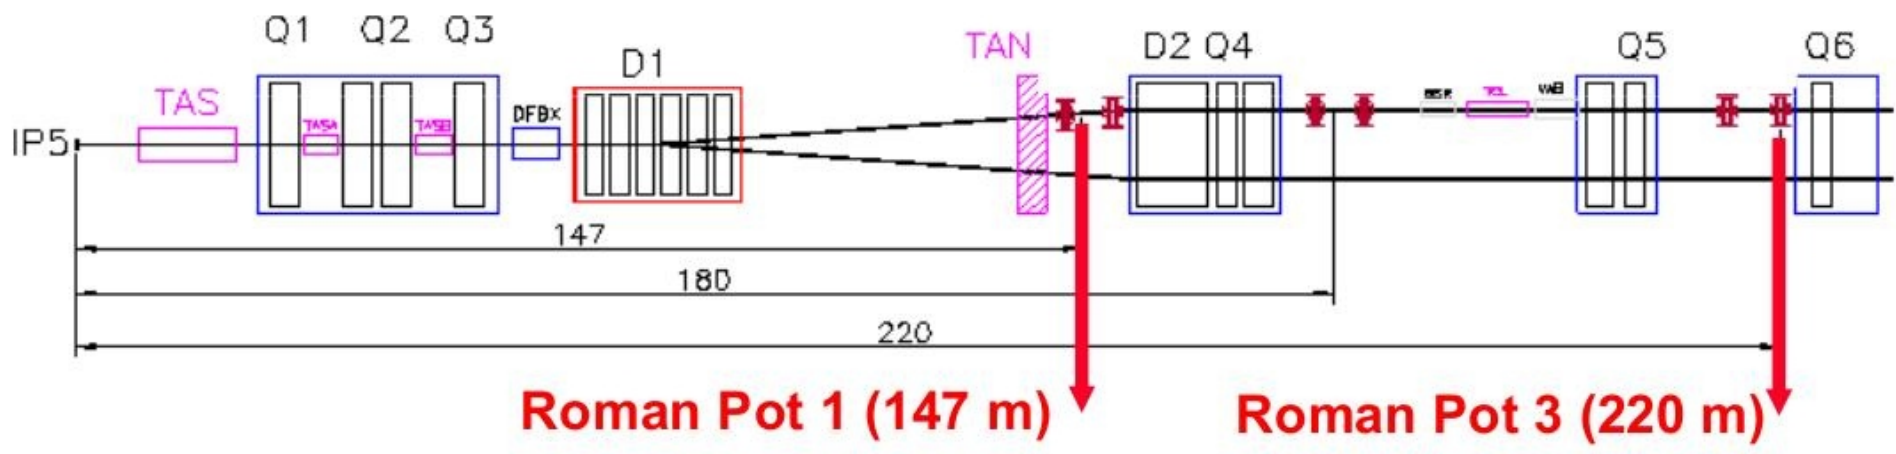 Q1 Q2 Q3
D1
TAN
D2 Q4
Q5
Q6
TAS
TASA
TASB
DFBX
IP5
147
180
220
Roman Pot 1 (147 m)
Roman Pot 3 (220 m)